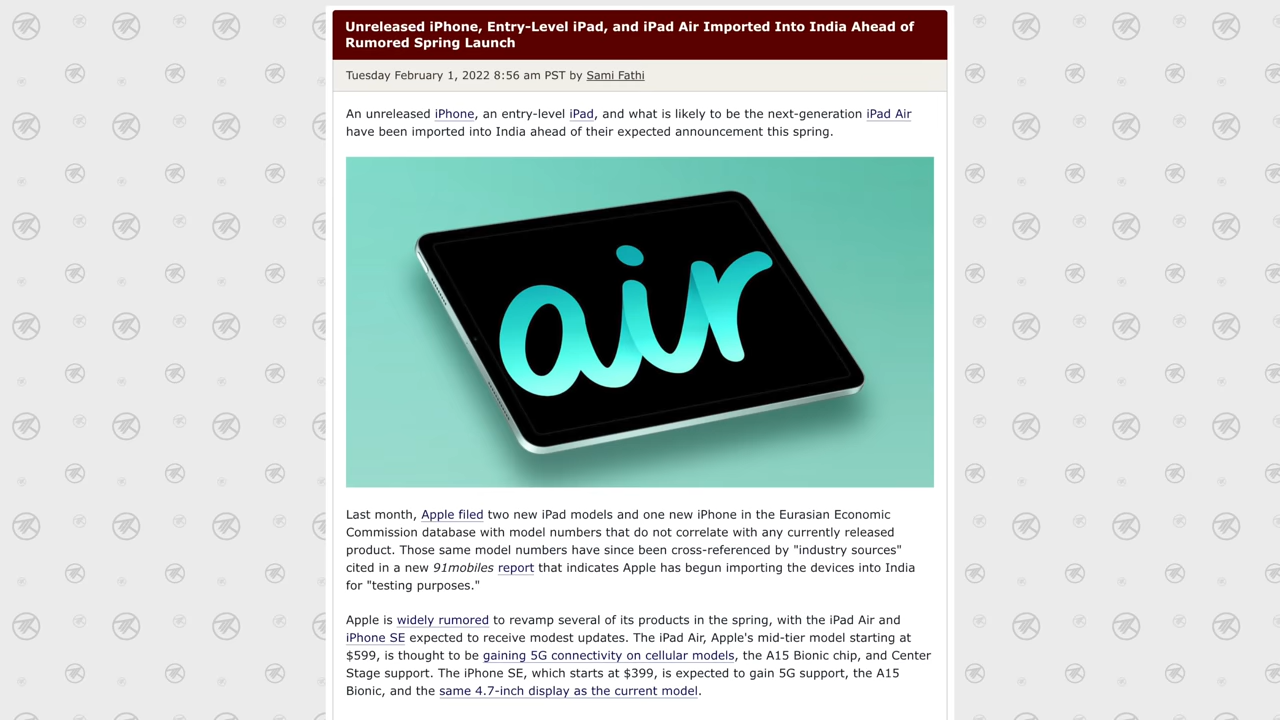 Unreleased iPhone, Entry-Level iPad, and iPad Air Imported Into India Ahead of
Rumored Spring Launch
Tuesday February 1, 2022 8:56 am PST by Sami Fathi
An unreleased iPhone, an entry-level iPad, and what is likely to be the next-generation iPad Air
have been imported into India ahead of their expected announcement this spring.
air
Last month, Apple filed two new iPad models and one new iPhone in the Eurasian Economic
Commission database with model numbers that do not correlate with any currently released
product. Those same model numbers have since been cross-referenced by "industry sources"
cited in a new 91mobiles report that indicates Apple has begun importing the devices into India
for "testing purposes."
Apple is widely rumored to revamp several of its products in the spring, with the iPad Air and
iPhone SE expected to receive modest updates. The iPad Air, Apple's mid-tier model starting at
$599, is thought to be gaining 5G connectivity on cellular models, the A15 Bionic chip, and Center
Stage support. The iPhone SE, which starts at $399, is expected to gain 5G support, the A15
Bionic, and the same 4.7-inch display as the current model.